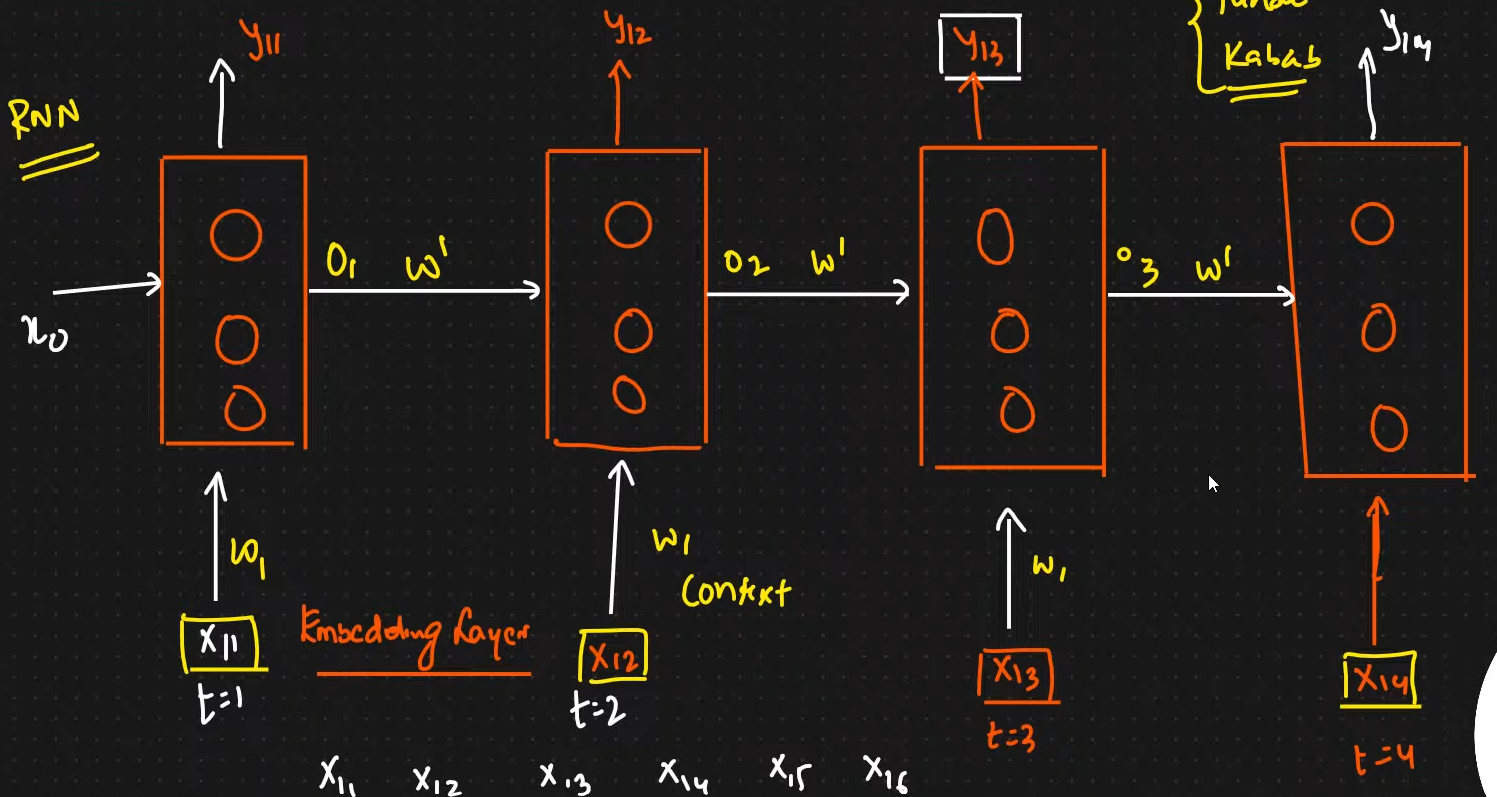 y11 y12 y13 y14
Kabab
RNN
O1 w' O2 w' O3 w'
x0
w1 w1 w1
Context
x11 Embedding Layer x12 x13 x14
t=1 t=2 t=3 t=4
x11 x12 x13 x14 x15 x16